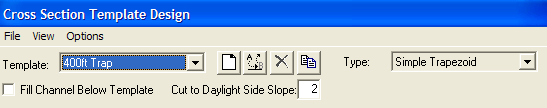 Cross Section Template Design
File View Options
Template: 400ft Trap Type: Simple Trapezoid
Fill Channel Below Template Cut to Daylight Side Slope: 2